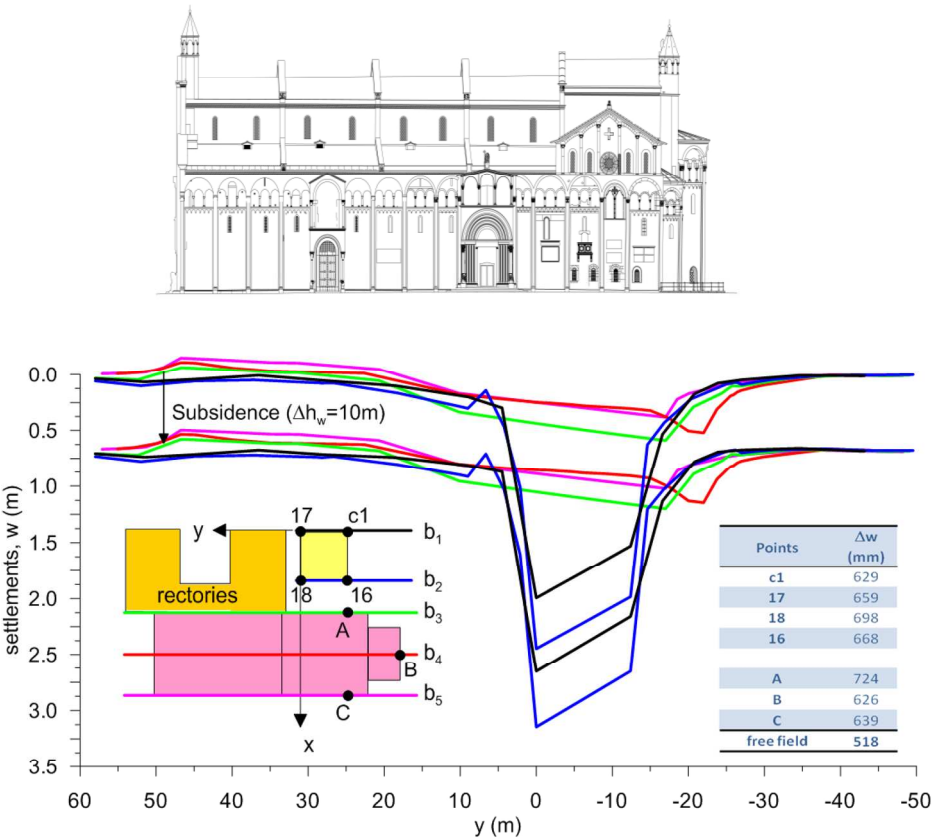 0.0
0.5
1.0
1.5
2.0
2.5
3.0
3.5
settlements, w (m)
Subsidence (Δhw=10m)
17
c1
y
b1
rectories
18
16
b2
A
b3
B
b4
C
b5
x
Points
Δw
(mm)
c1 629
17 659
18 698
16 668
A 724
B 626
C 639
free field 518
60 50 40 30 20 10 0 -10 -20 -30 -40 -50
y (m)